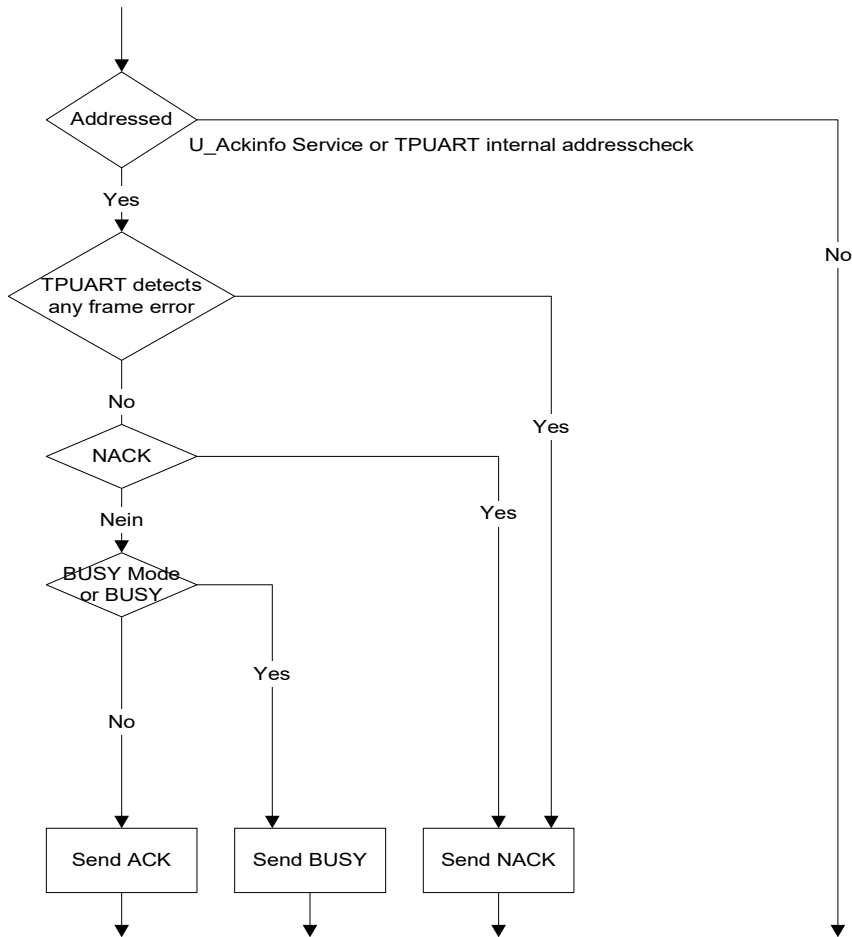 Addressed
U_Ackinfo Service or TPUART internal addresscheck
Yes
No
TPUART detects
any frame error
No
Yes
NACK
Yes
Nein
BUSY Mode
or BUSY
Yes
No
Send ACK
Send BUSY
Send NACK